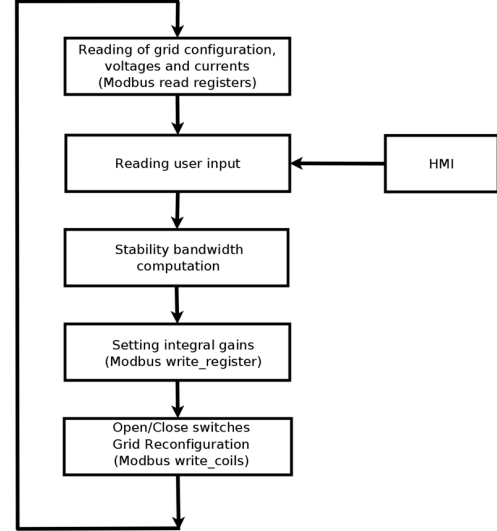 Reading of grid configuration,
voltages and currents
(Modbus read registers)
Reading user input
HMI
Stability bandwidth
computation
Setting integral gains
(Modbus write_register)
Open/Close switches
Grid Reconfiguration
(Modbus write_coils)